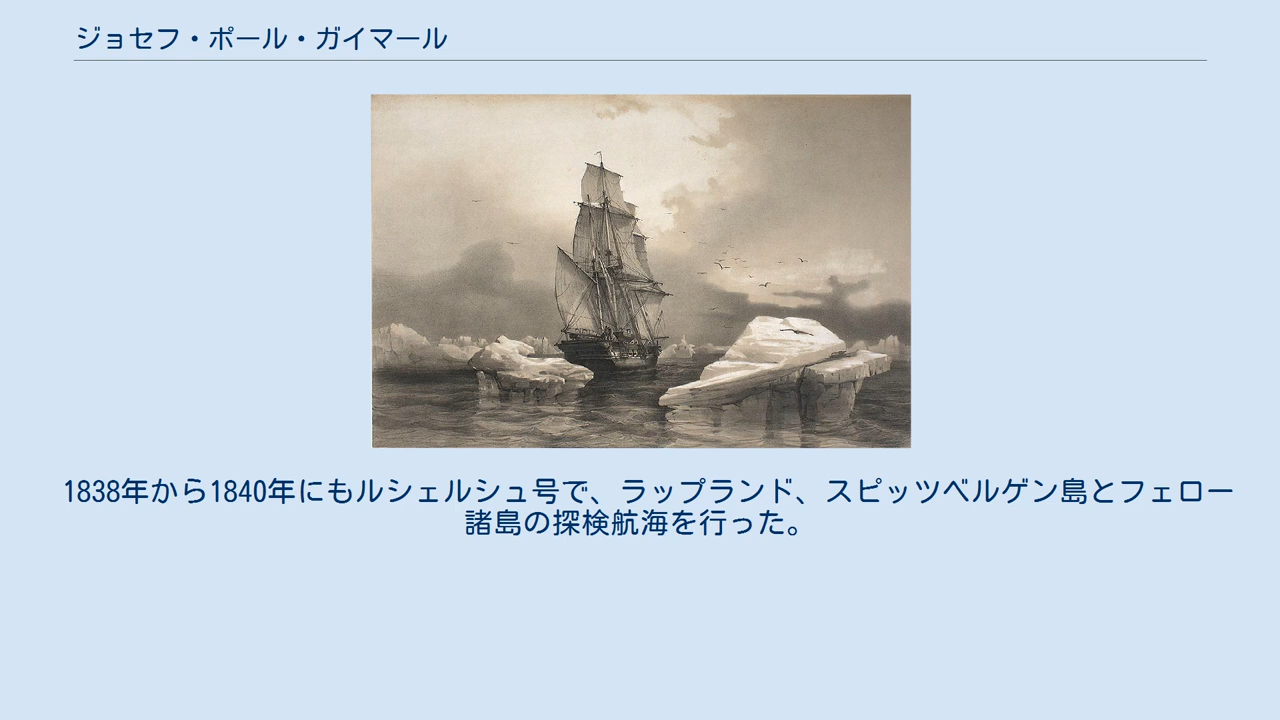 ジョセフ・ポール・ガイマール
1838年から1840年にもルシェルシュ号で、ラップランド、スピッツベルゲン島とフェロー
諸島の探検航海を行った。